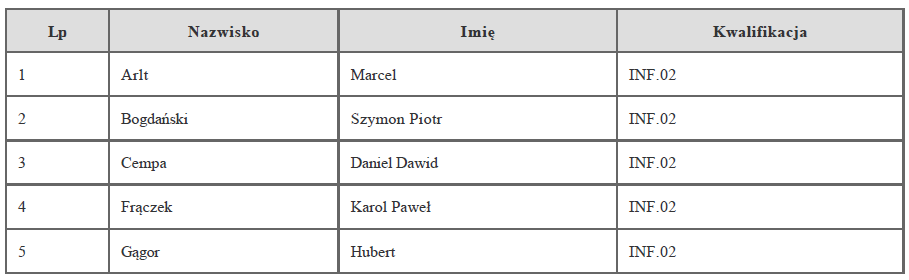 Lp Nazwisko Imię Kwalifikacja
1 Arlt Marcel INF.02
2 Bogdański Szymon Piotr INF.02
3 Cempa Daniel Dawid INF.02
4 Frączek Karol Paweł INF.02
5 Gągor Hubert INF.02